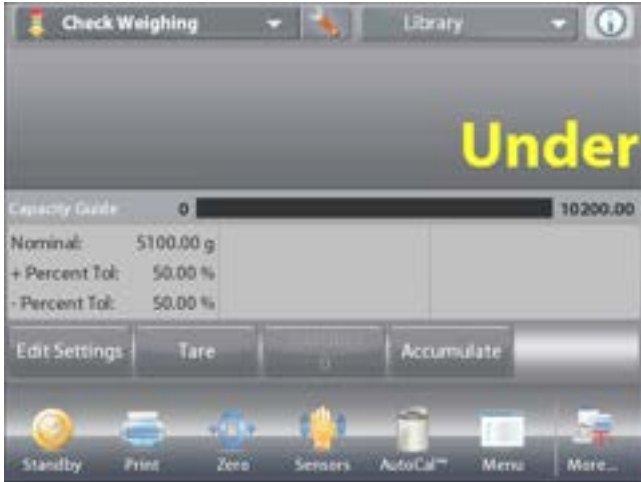 Check Weighing Library
Under
Capacity Guide 0 10200.00
Nominal: 5100.00 g
+ Percent Tol: 50.00 %
- Percent Tol: 50.00 %
Edit Settings Tare 0 Accumulate
Standby Print Zero Sensors AutoCal™ Menu More...